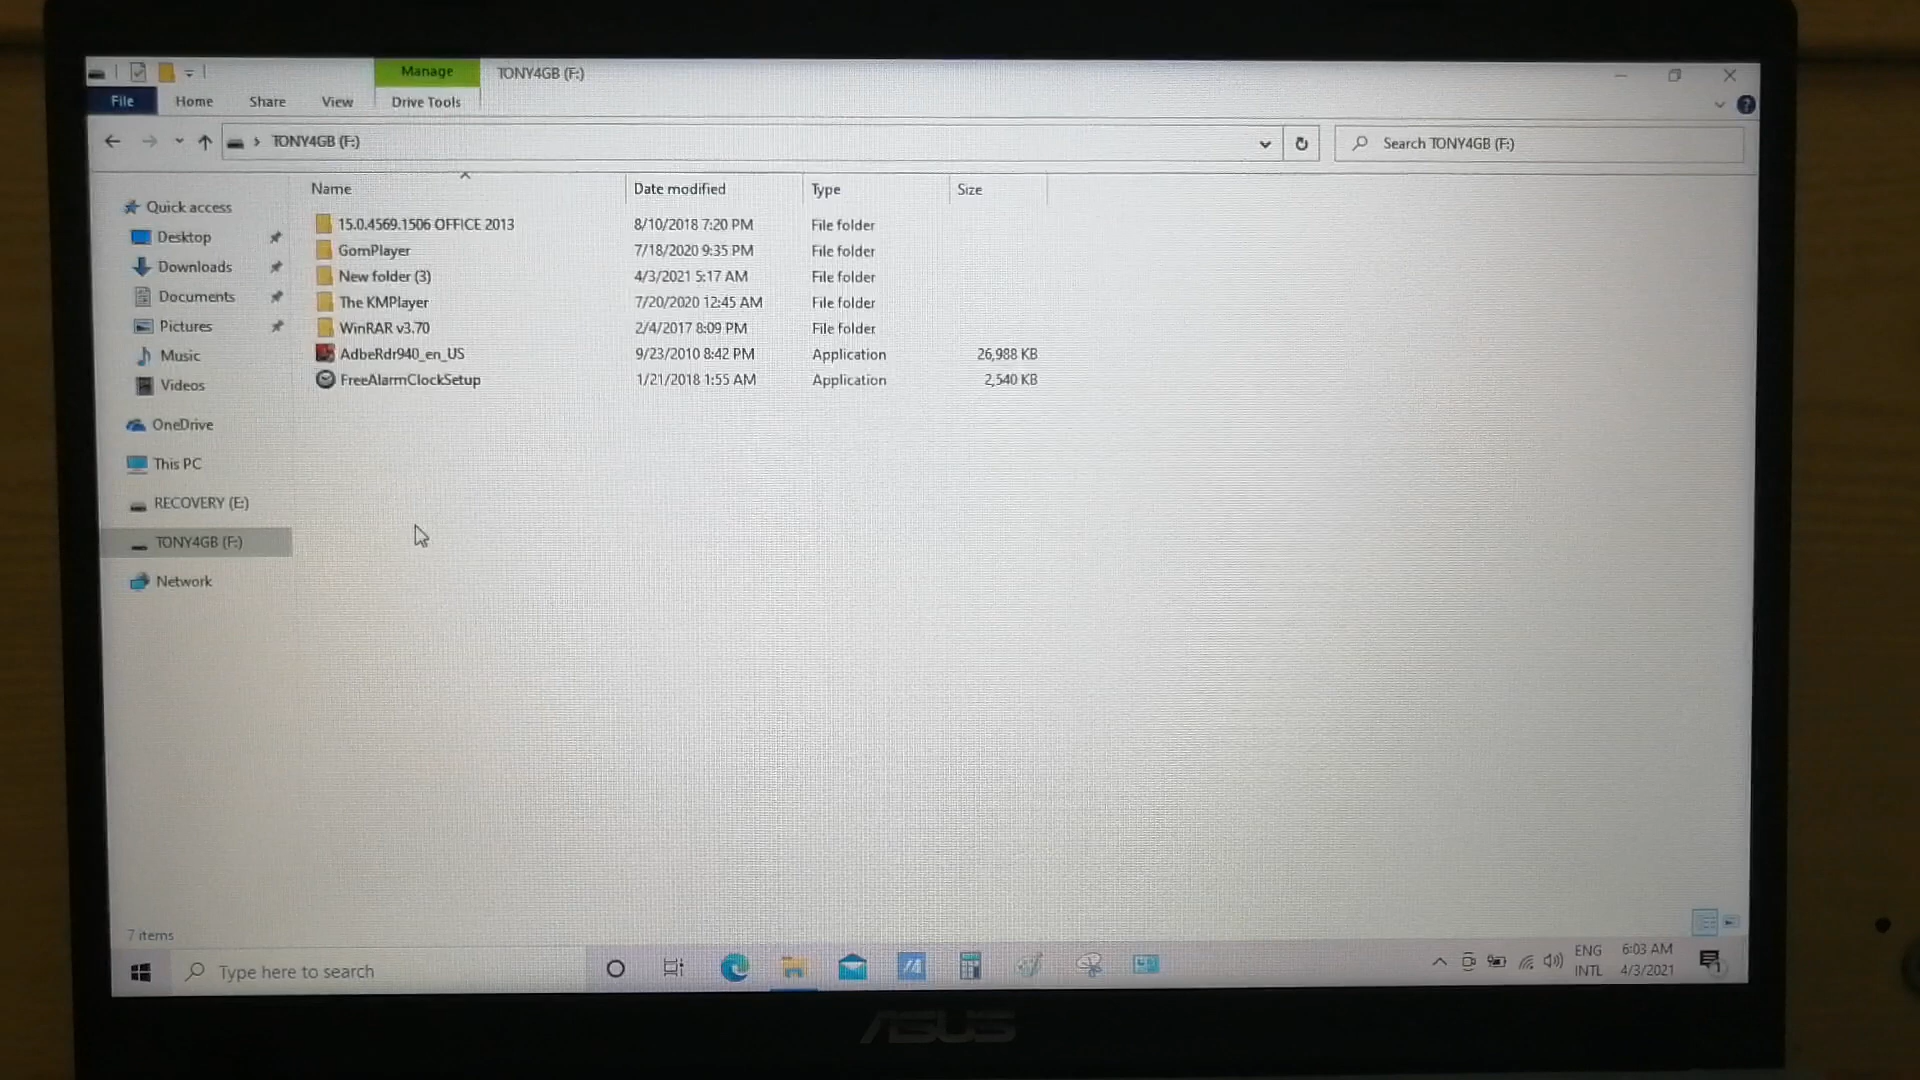 Manage
TONY4GB (F:)
File
Home
Share
View
Drive Tools
TONY4GB (F:)
Search TONY4GB (F:)
Name
Date modified
Type
Size
15.0.4569.1506 OFFICE 2013 8/10/2018 7:20 PM File folder
GomPlayer 7/18/2020 9:35 PM File folder
New folder (3) 4/3/2021 5:17 AM File folder
The KMPlayer 7/20/2020 12:45 AM File folder
WinRAR v3.70 2/4/2017 8:09 PM File folder
AdbeRdr940_en_US 9/23/2010 8:42 PM Application 26,988 KB
FreeAlarmClockSetup 1/21/2018 1:55 AM Application 2,540 KB
Quick access
Desktop
Downloads
Documents
Pictures
Music
Videos
OneDrive
This PC
RECOVERY (E:)
TONY4GB (F:)
Network
7 items
Type here to search
ENG
INTL
6:03 AM
4/3/2021
1
ASUS